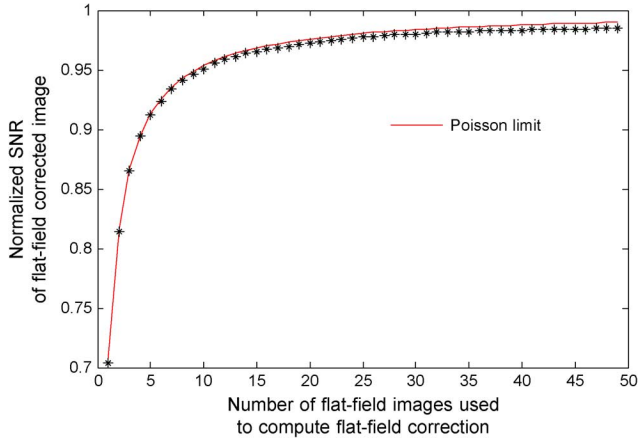 1
0.95
0.9
0.85
0.8
0.75
0.7
0 5 10 15 20 25 30 35 40 45 50
Normalized SNR
of flat-field corrected image
Poisson limit
Number of flat-field images used
to compute flat-field correction